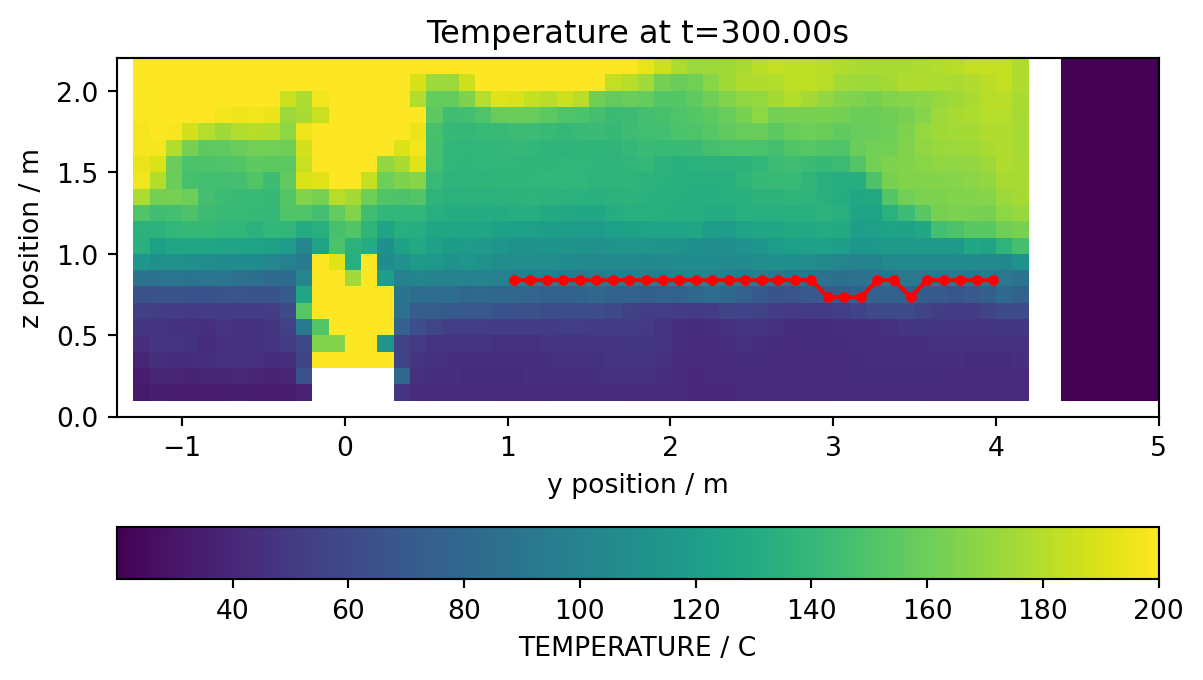 Temperature at t=300.00s
2.0
1.5
1.0
0.5
0.0
z position / m
−1 0 1 2 3 4 5
y position / m
40 60 80 100 120 140 160 180 200
TEMPERATURE / C